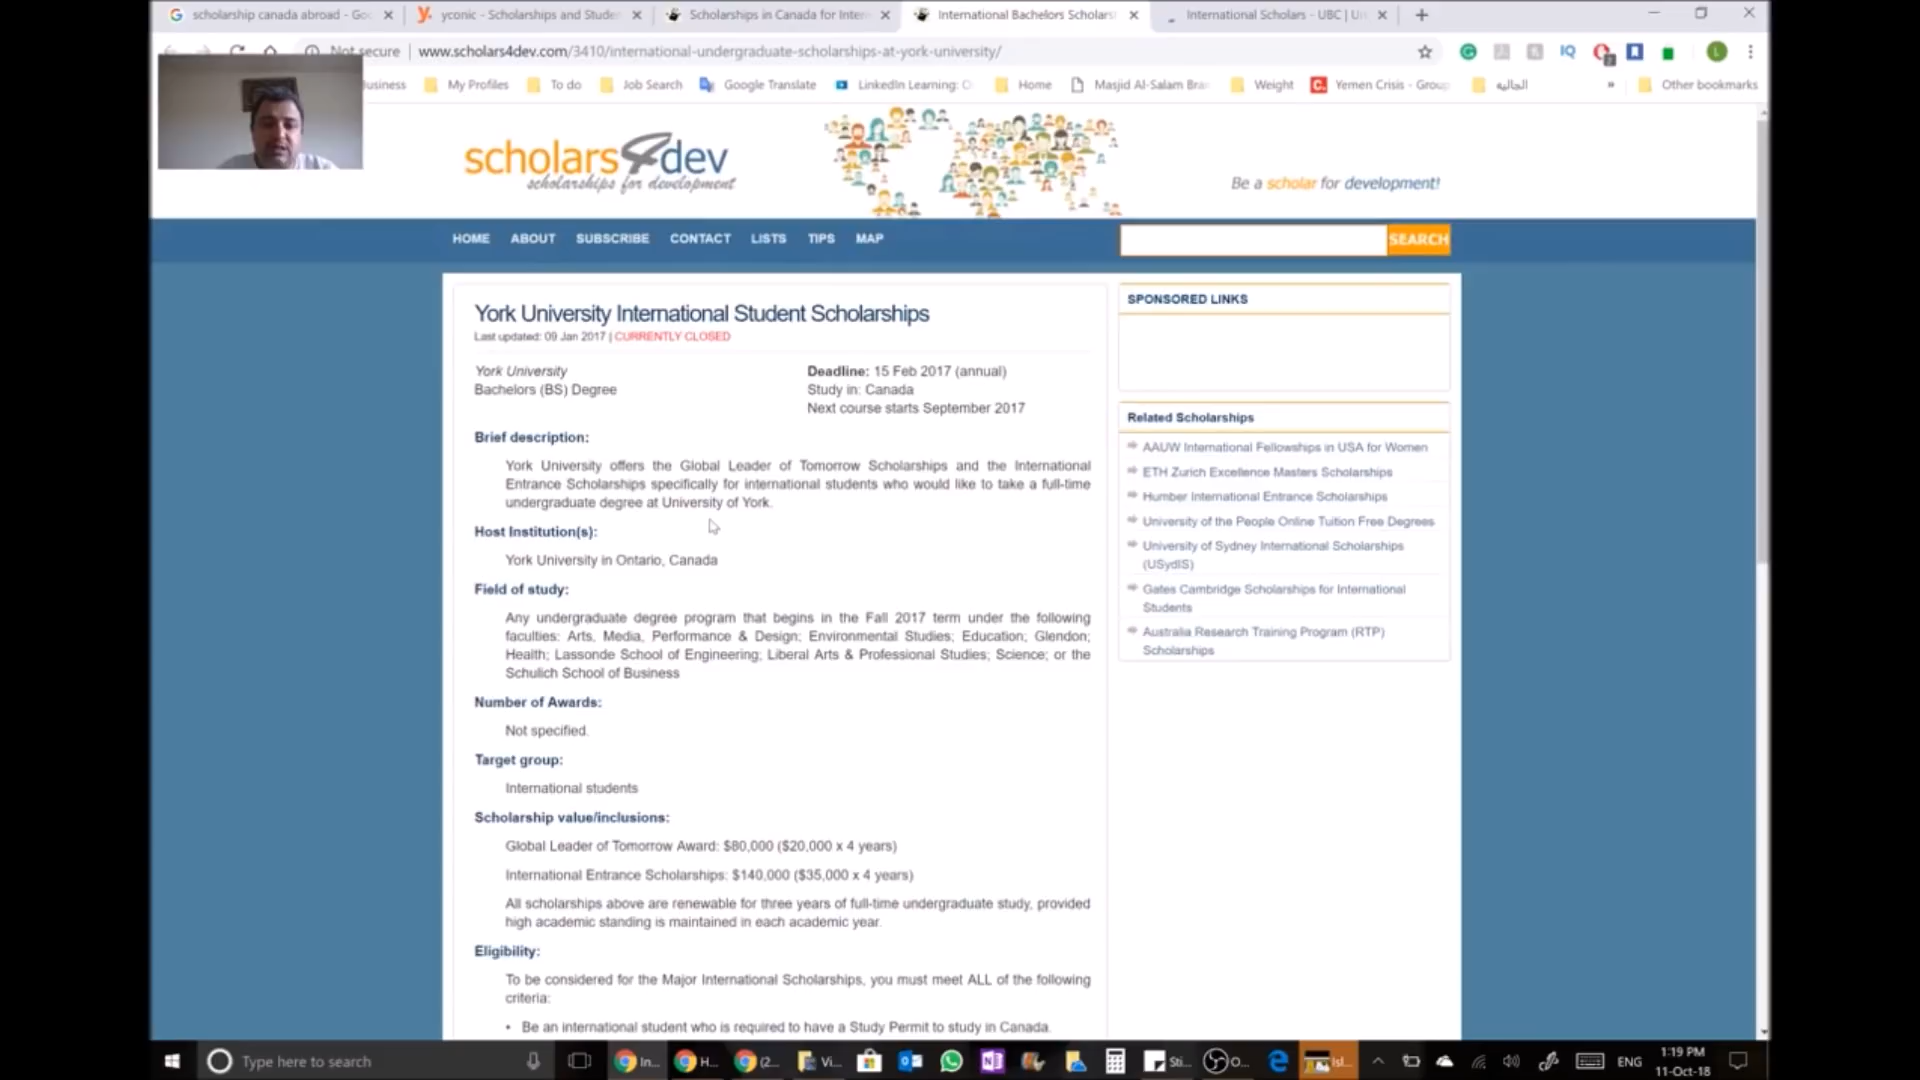 scholarship canada abroad - Goo
yconic - Scholarships and Studen
Scholarships in Canada for Inter
International Bachelors Scholars
International Scholars - UBC | Un
Not secure | www.scholars4dev.com/3410/international-undergraduate-scholarships-at-york-university/
Business
My Profiles
To do
Job Search
Google Translate
LinkedIn Learning: O
Home
Masjid Al-Salam Bra
Weight
Yemen Crisis - Group
الجاليه
»
Other bookmarks
scholars4dev
scholarships for development
Be a scholar for development!
HOME ABOUT SUBSCRIBE CONTACT LISTS TIPS MAP
SEARCH
York University International Student Scholarships
Last updated: 09 Jan 2017 | CURRENTLY CLOSED
York University
Bachelors (BS) Degree
Deadline: 15 Feb 2017 (annual)
Study in: Canada
Next course starts September 2017
Brief description:
York University offers the Global Leader of Tomorrow Scholarships and the International
Entrance Scholarships specifically for international students who would like to take a full-time
undergraduate degree at University of York.
Host Institution(s):
York University in Ontario, Canada
Field of study:
Any undergraduate degree program that begins in the Fall 2017 term under the following
faculties: Arts, Media, Performance & Design; Environmental Studies; Education; Glendon;
Health; Lassonde School of Engineering; Liberal Arts & Professional Studies; Science; or the
Schulich School of Business
Number of Awards:
Not specified.
Target group:
International students
Scholarship value/inclusions:
Global Leader of Tomorrow Award: $80,000 ($20,000 x 4 years)
International Entrance Scholarships: $140,000 ($35,000 x 4 years)
All scholarships above are renewable for three years of full-time undergraduate study, provided
high academic standing is maintained in each academic year.
Eligibility:
To be considered for the Major International Scholarships, you must meet ALL of the following
criteria:
• Be an international student who is required to have a Study Permit to study in Canada.
SPONSORED LINKS
Related Scholarships
AAUW International Fellowships in USA for Women
ETH Zurich Excellence Masters Scholarships
Humber International Entrance Scholarships
University of the People Online Tuition Free Degrees
University of Sydney International Scholarships
(USydIS)
Gates Cambridge Scholarships for International
Students
Australia Research Training Program (RTP)
Scholarships
Type here to search
In...
H...
(2...
Vi...
Sti...
O...
Isl...
ENG
1:19 PM
11-Oct-18